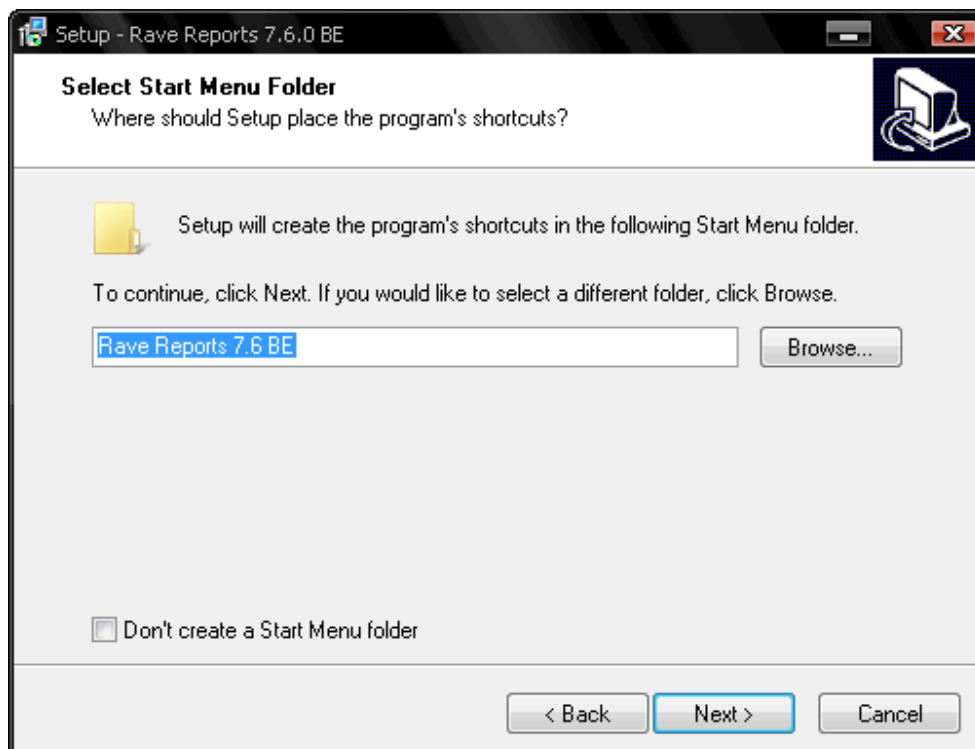 Setup - Rave Reports 7.6.0 BE
Select Start Menu Folder
Where should Setup place the program's shortcuts?
Setup will create the program's shortcuts in the following Start Menu folder.
To continue, click Next. If you would like to select a different folder, click Browse.
Rave Reports 7.6 BE
Browse...
Don't create a Start Menu folder
< Back
Next >
Cancel